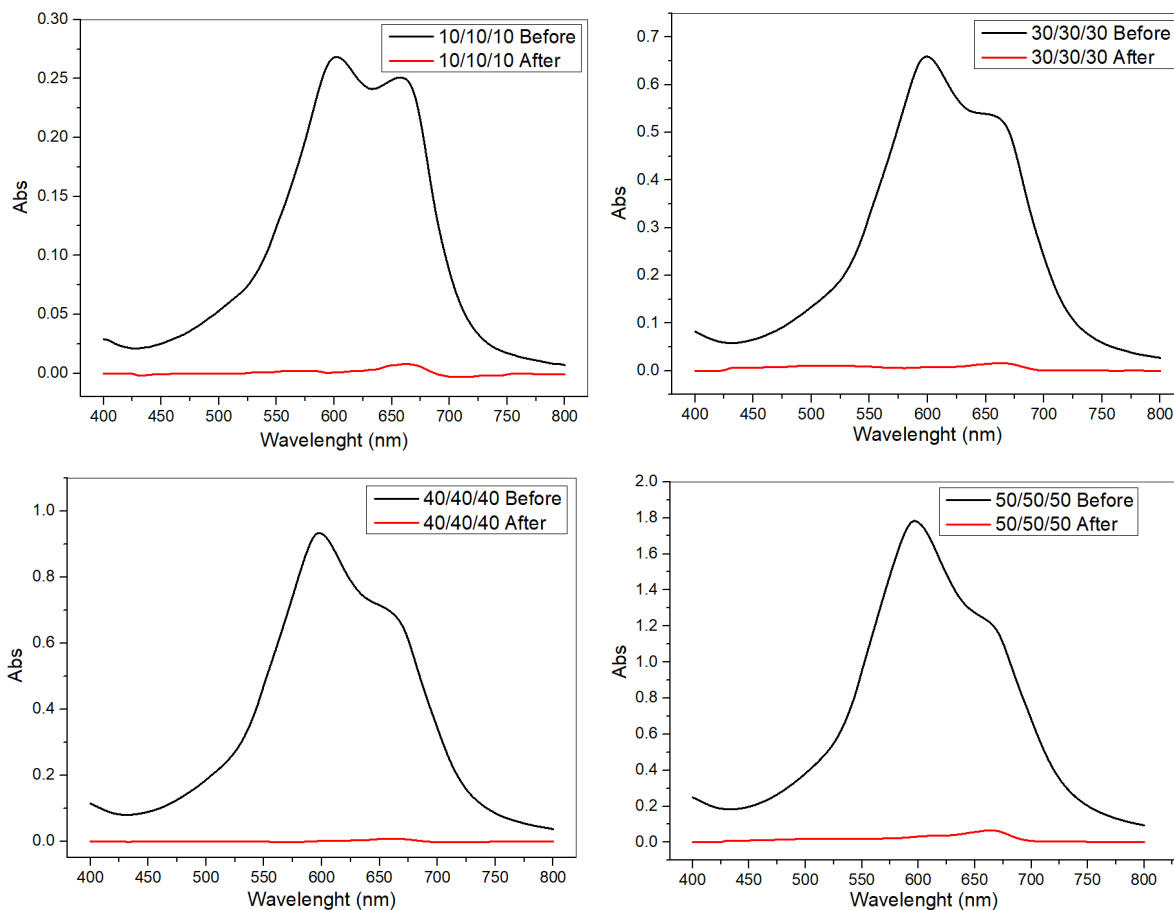 0.30
0.25
0.20
0.15
0.10
0.05
0.00
Abs
10/10/10 Before
10/10/10 After
400 450 500 550 600 650 700 750 800
Wavelenght (nm)
0.7
0.6
0.5
0.4
0.3
0.2
0.1
0.0
Abs
30/30/30 Before
30/30/30 After
400 450 500 550 600 650 700 750 800
Wavelenght (nm)
1.0
0.8
0.6
0.4
0.2
0.0
Abs
40/40/40 Before
40/40/40 After
400 450 500 550 600 650 700 750 800
Wavelenght (nm)
2.0
1.8
1.6
1.4
1.2
1.0
0.8
0.6
0.4
0.2
0.0
Abs
50/50/50 Before
50/50/50 After
400 450 500 550 600 650 700 750 800
Wavelenght (nm)